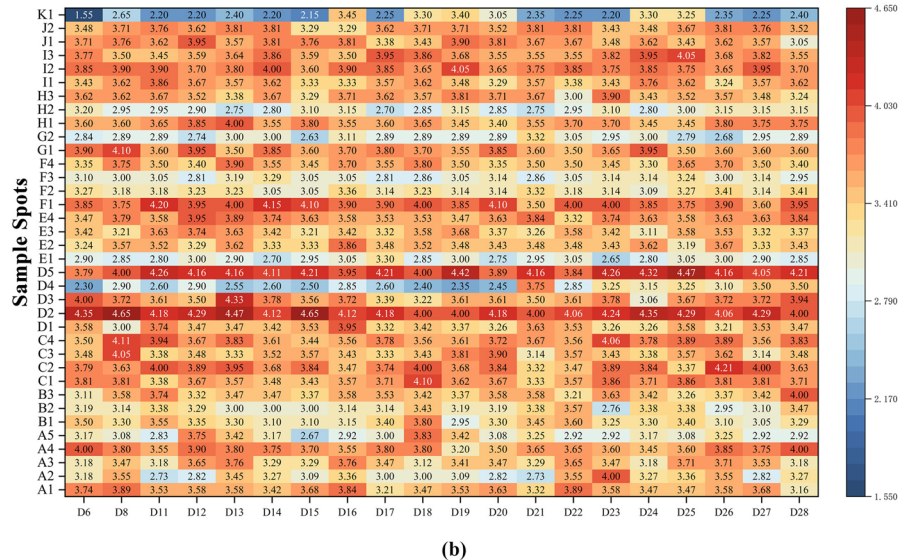 K1 1.55 2.65 2.20 2.20 2.40 2.20 2.15 3.45 2.25 3.30 3.40 3.05 2.35 2.25 2.20 3.30 3.25 2.35 2.25 2.40
J2 3.48 3.71 3.76 3.62 3.81 3.81 3.29 3.29 3.62 3.71 3.71 3.52 3.81 3.81 3.43 3.48 3.67 3.81 3.76 3.52
J1 3.71 3.76 3.62 3.95 3.57 3.81 3.76 3.81 3.38 3.43 3.90 3.81 3.67 3.67 3.48 3.62 3.43 3.62 3.57 3.05
I3 3.77 3.50 3.45 3.59 3.64 3.86 3.59 3.61 3.95 3.86 3.68 3.55 3.55 3.55 3.82 3.95 4.05 3.68 3.82 3.55
I2 3.85 3.90 3.90 3.70 3.80 4.00 3.60 3.90 3.85 3.65 4.05 3.65 3.75 3.85 3.75 3.85 3.75 3.65 3.95 3.70
I1 3.43 3.62 3.86 3.67 3.57 3.62 3.33 3.33 3.57 3.62 3.48 3.29 3.57 3.38 3.43 3.76 3.62 3.24 3.57 3.62
H3 3.62 3.62 3.67 3.52 3.38 3.67 3.29 3.71 3.62 3.57 3.81 3.71 3.67 3.00 3.90 3.43 3.52 3.57 3.48 3.24
H2 3.20 2.95 2.95 2.90 2.75 2.80 3.10 3.15 2.70 2.85 3.15 2.85 2.75 2.95 3.10 2.80 3.00 3.15 3.15 3.15
H1 3.60 3.60 3.65 3.85 4.00 3.55 3.80 3.55 3.60 3.65 3.45 3.40 3.55 3.70 3.70 3.45 3.45 3.80 3.75 3.75
G2 2.84 2.89 2.89 2.74 3.00 3.00 2.63 3.11 2.89 2.89 2.89 2.89 3.32 3.05 2.95 3.00 2.79 2.68 2.95 2.89
G1 3.90 4.10 3.60 3.95 3.50 3.85 3.60 3.70 3.80 3.70 3.50 3.85 3.60 3.50 3.65 3.95 3.50 3.60 3.60 3.60
F4 3.35 3.75 3.50 3.40 3.90 3.55 3.45 3.70 3.55 3.80 3.50 3.35 3.50 3.50 3.45 3.30 3.65 3.70 3.50 3.40
F3 3.10 3.00 3.05 2.81 3.19 3.29 3.05 3.05 2.81 2.86 3.05 3.14 2.86 3.05 3.14 3.14 3.24 3.00 3.14 2.95
F2 3.27 3.18 3.18 3.23 3.23 3.05 3.05 3.36 3.14 3.23 3.14 3.14 3.32 3.18 3.14 3.09 3.27 3.41 3.14 3.41
F1 3.85 3.75 4.20 3.95 4.00 4.15 4.10 3.90 3.90 4.00 3.85 4.10 3.50 4.00 4.00 3.85 3.75 3.90 3.60 3.95
E4 3.47 3.79 3.58 3.95 3.89 3.74 3.63 3.58 3.53 3.53 3.47 3.63 3.84 3.32 3.74 3.63 3.58 3.63 3.63 3.84
E3 3.42 3.21 3.63 3.74 3.63 3.42 3.21 3.42 3.32 3.58 3.68 3.37 3.26 3.58 3.42 3.11 3.58 3.53 3.32 3.37
E2 3.24 3.57 3.52 3.29 3.62 3.33 3.33 3.86 3.52 3.48 3.52 3.48 3.48 3.48 3.43 3.62 3.19 3.67 3.33 3.43
E1 2.90 2.85 2.80 3.00 2.90 2.70 2.95 3.05 3.30 2.85 3.00 2.75 2.95 3.05 2.65 2.80 3.10 3.00 2.90 3.15
D5 3.79 4.00 4.26 4.16 4.16 4.11 4.21 3.95 4.21 4.00 4.42 3.89 4.16 3.84 4.26 4.32 4.47 4.16 4.05 4.21
D4 2.30 2.90 2.60 2.90 2.55 2.60 2.50 2.85 2.60 2.40 2.35 2.45 3.75 2.85 3.25 3.15 3.25 3.10 3.50 3.50
D3 4.00 3.72 3.61 3.50 4.33 3.78 3.56 3.72 3.39 3.22 3.61 3.61 3.50 3.61 3.78 3.06 3.67 3.72 3.72 3.94
D2 4.35 4.65 4.18 4.29 4.47 4.12 4.65 4.12 4.18 4.00 4.00 4.18 4.00 4.06 4.24 4.35 4.29 4.06 4.29 4.00
D1 3.58 3.00 3.74 3.47 3.47 3.42 3.53 3.95 3.32 3.42 3.37 3.26 3.63 3.53 3.26 3.26 3.58 3.21 3.53 3.47
C4 3.50 4.11 3.94 3.67 3.83 3.61 3.44 3.56 3.78 3.56 3.61 3.72 3.67 3.56 4.06 3.78 3.89 3.89 3.56 3.83
C3 3.48 4.05 3.38 3.48 3.33 3.52 3.57 3.43 3.33 3.43 3.81 3.90 3.14 3.57 3.43 3.38 3.57 3.62 3.14 3.48
C2 3.79 3.63 4.00 3.89 3.95 3.68 3.84 3.47 3.74 4.00 3.68 3.84 3.32 3.47 3.89 3.84 3.37 4.21 4.00 3.63
C1 3.81 3.81 3.38 3.67 3.57 3.48 3.43 3.57 3.71 4.10 3.62 3.67 3.33 3.57 3.86 3.71 3.86 3.81 3.81 3.71
B3 3.11 3.58 3.74 3.32 3.47 3.47 3.37 3.58 3.53 3.42 3.37 3.58 3.58 3.21 3.63 3.42 3.26 3.37 3.42 4.00
B2 3.19 3.14 3.38 3.29 3.00 3.00 3.00 3.14 3.14 3.43 3.19 3.19 3.38 3.57 2.76 3.38 3.38 2.95 3.10 3.47
B1 3.50 3.30 3.55 3.35 3.30 3.10 3.10 3.15 3.40 3.80 2.95 3.30 3.45 3.60 3.25 3.30 3.40 3.10 3.05 3.29
A5 3.17 3.08 2.83 3.75 3.42 3.17 2.67 2.92 3.00 3.83 3.42 3.08 3.25 2.92 2.92 3.17 3.08 3.25 2.92 2.92
A4 4.00 3.80 3.55 3.90 3.80 3.75 3.70 3.55 3.80 3.80 3.20 3.50 3.65 3.65 3.60 3.45 3.60 3.85 3.75 4.00
A3 3.18 3.47 3.18 3.65 3.76 3.29 3.29 3.76 3.47 3.12 3.41 3.47 3.29 3.65 3.47 3.18 3.71 3.71 3.53 3.18
A2 3.18 3.55 2.73 2.82 3.45 3.27 3.09 3.36 3.00 3.00 3.09 2.82 2.73 3.55 4.00 3.27 3.36 3.55 2.82 3.27
A1 3.74 3.89 3.53 3.58 3.58 3.42 3.68 3.84 3.21 3.47 3.53 3.63 3.32 3.89 3.58 3.47 3.47 3.58 3.68 3.16
D6 D8 D11 D12 D13 D14 D15 D16 D17 D18 D19 D20 D21 D22 D23 D24 D25 D26 D27 D28
Sample Spots
4.650
4.030
3.410
2.790
2.170
1.550
(b)